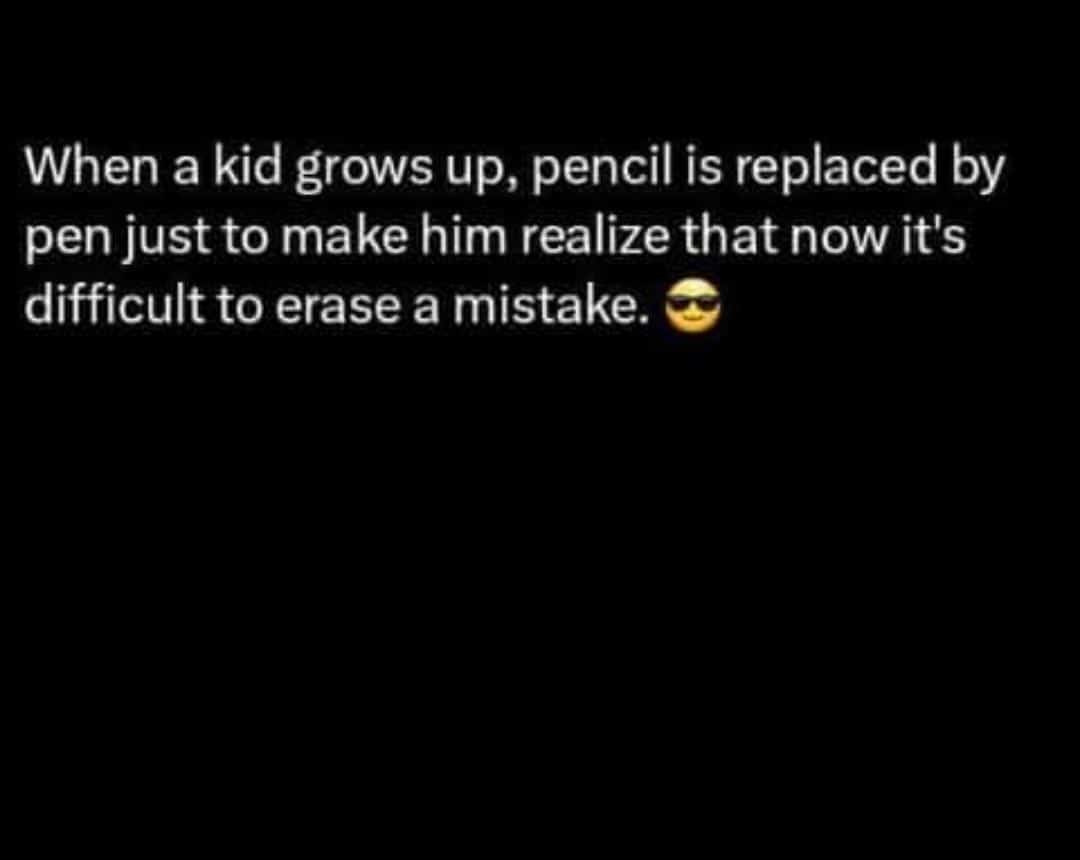 When a kid grows up, pencil is replaced by
pen just to make him realize that now it's
difficult to erase a mistake. 😎